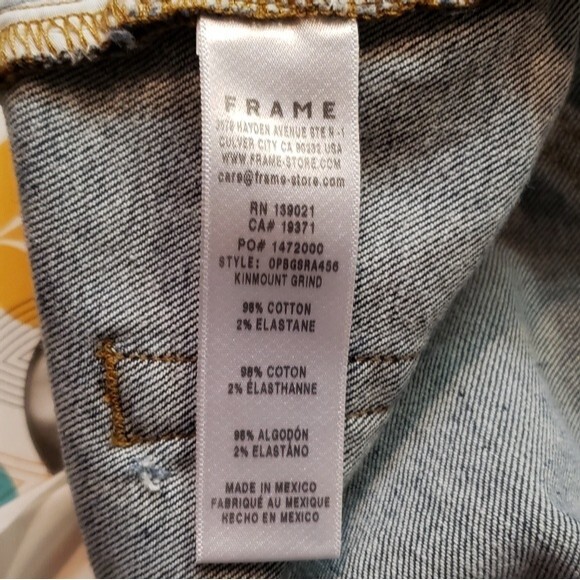 FRAME
HAYDEN AVENUE STE N -1
CULVER CITY CA 90232 USA
WWW.FRAME-STORE.COM
care@frame-store.com
RN 139021
CA# 19371
PO# 1472000
STYLE: OPBGSRA456
KINMOUNT GRIND
98% COTTON
2% ELASTANE
98% COTON
2% ÉLASTHANNE
98% ALGODÓN
2% ELASTANO
MADE IN MEXICO
FABRIQUÉ AU MEXIQUE
HECHO EN MEXICO